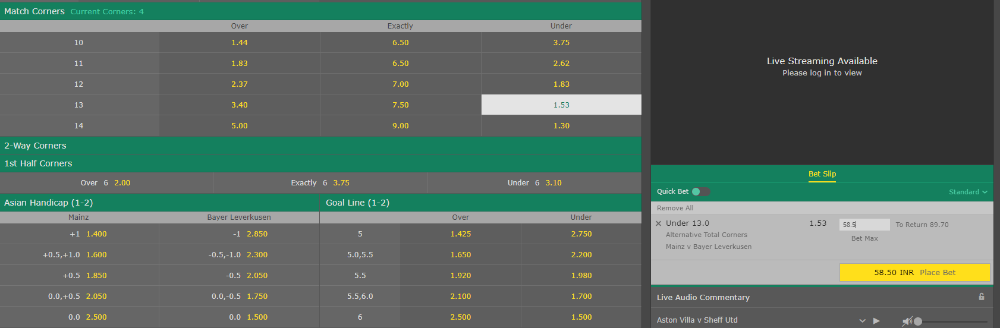 Match Corners Current Corners: 4
Over Exactly Under
10 1.44 6.50 3.75
11 1.83 6.50 2.62
12 2.37 7.00 1.83
13 3.40 7.50 1.53
14 5.00 9.00 1.30
2-Way Corners
1st Half Corners
Over 6 2.00 Exactly 6 3.75 Under 6 3.10
Asian Handicap (1-2)
Mainz Bayer Leverkusen
+1 1.400 -1 2.850
+0.5,+1.0 1.600 -0.5,-1.0 2.300
+0.5 1.850 -0.5 2.050
0.0,+0.5 2.050 0.0,-0.5 1.750
0.0 2.500 0.0 1.500
Goal Line (1-2)
Over Under
5 1.425 2.750
5.0,5.5 1.650 2.200
5.5 1.920 1.980
5.5,6.0 2.100 1.700
6 2.500 1.500
Live Streaming Available
Please log in to view
Bet Slip
Quick Bet Standard
Remove All
Under 13.0 1.53 58.5 To Return 89.70
Alternative Total Corners Bet Max
Mainz v Bayer Leverkusen
58.50 INR Place Bet
Live Audio Commentary
Aston Villa v Sheff Utd